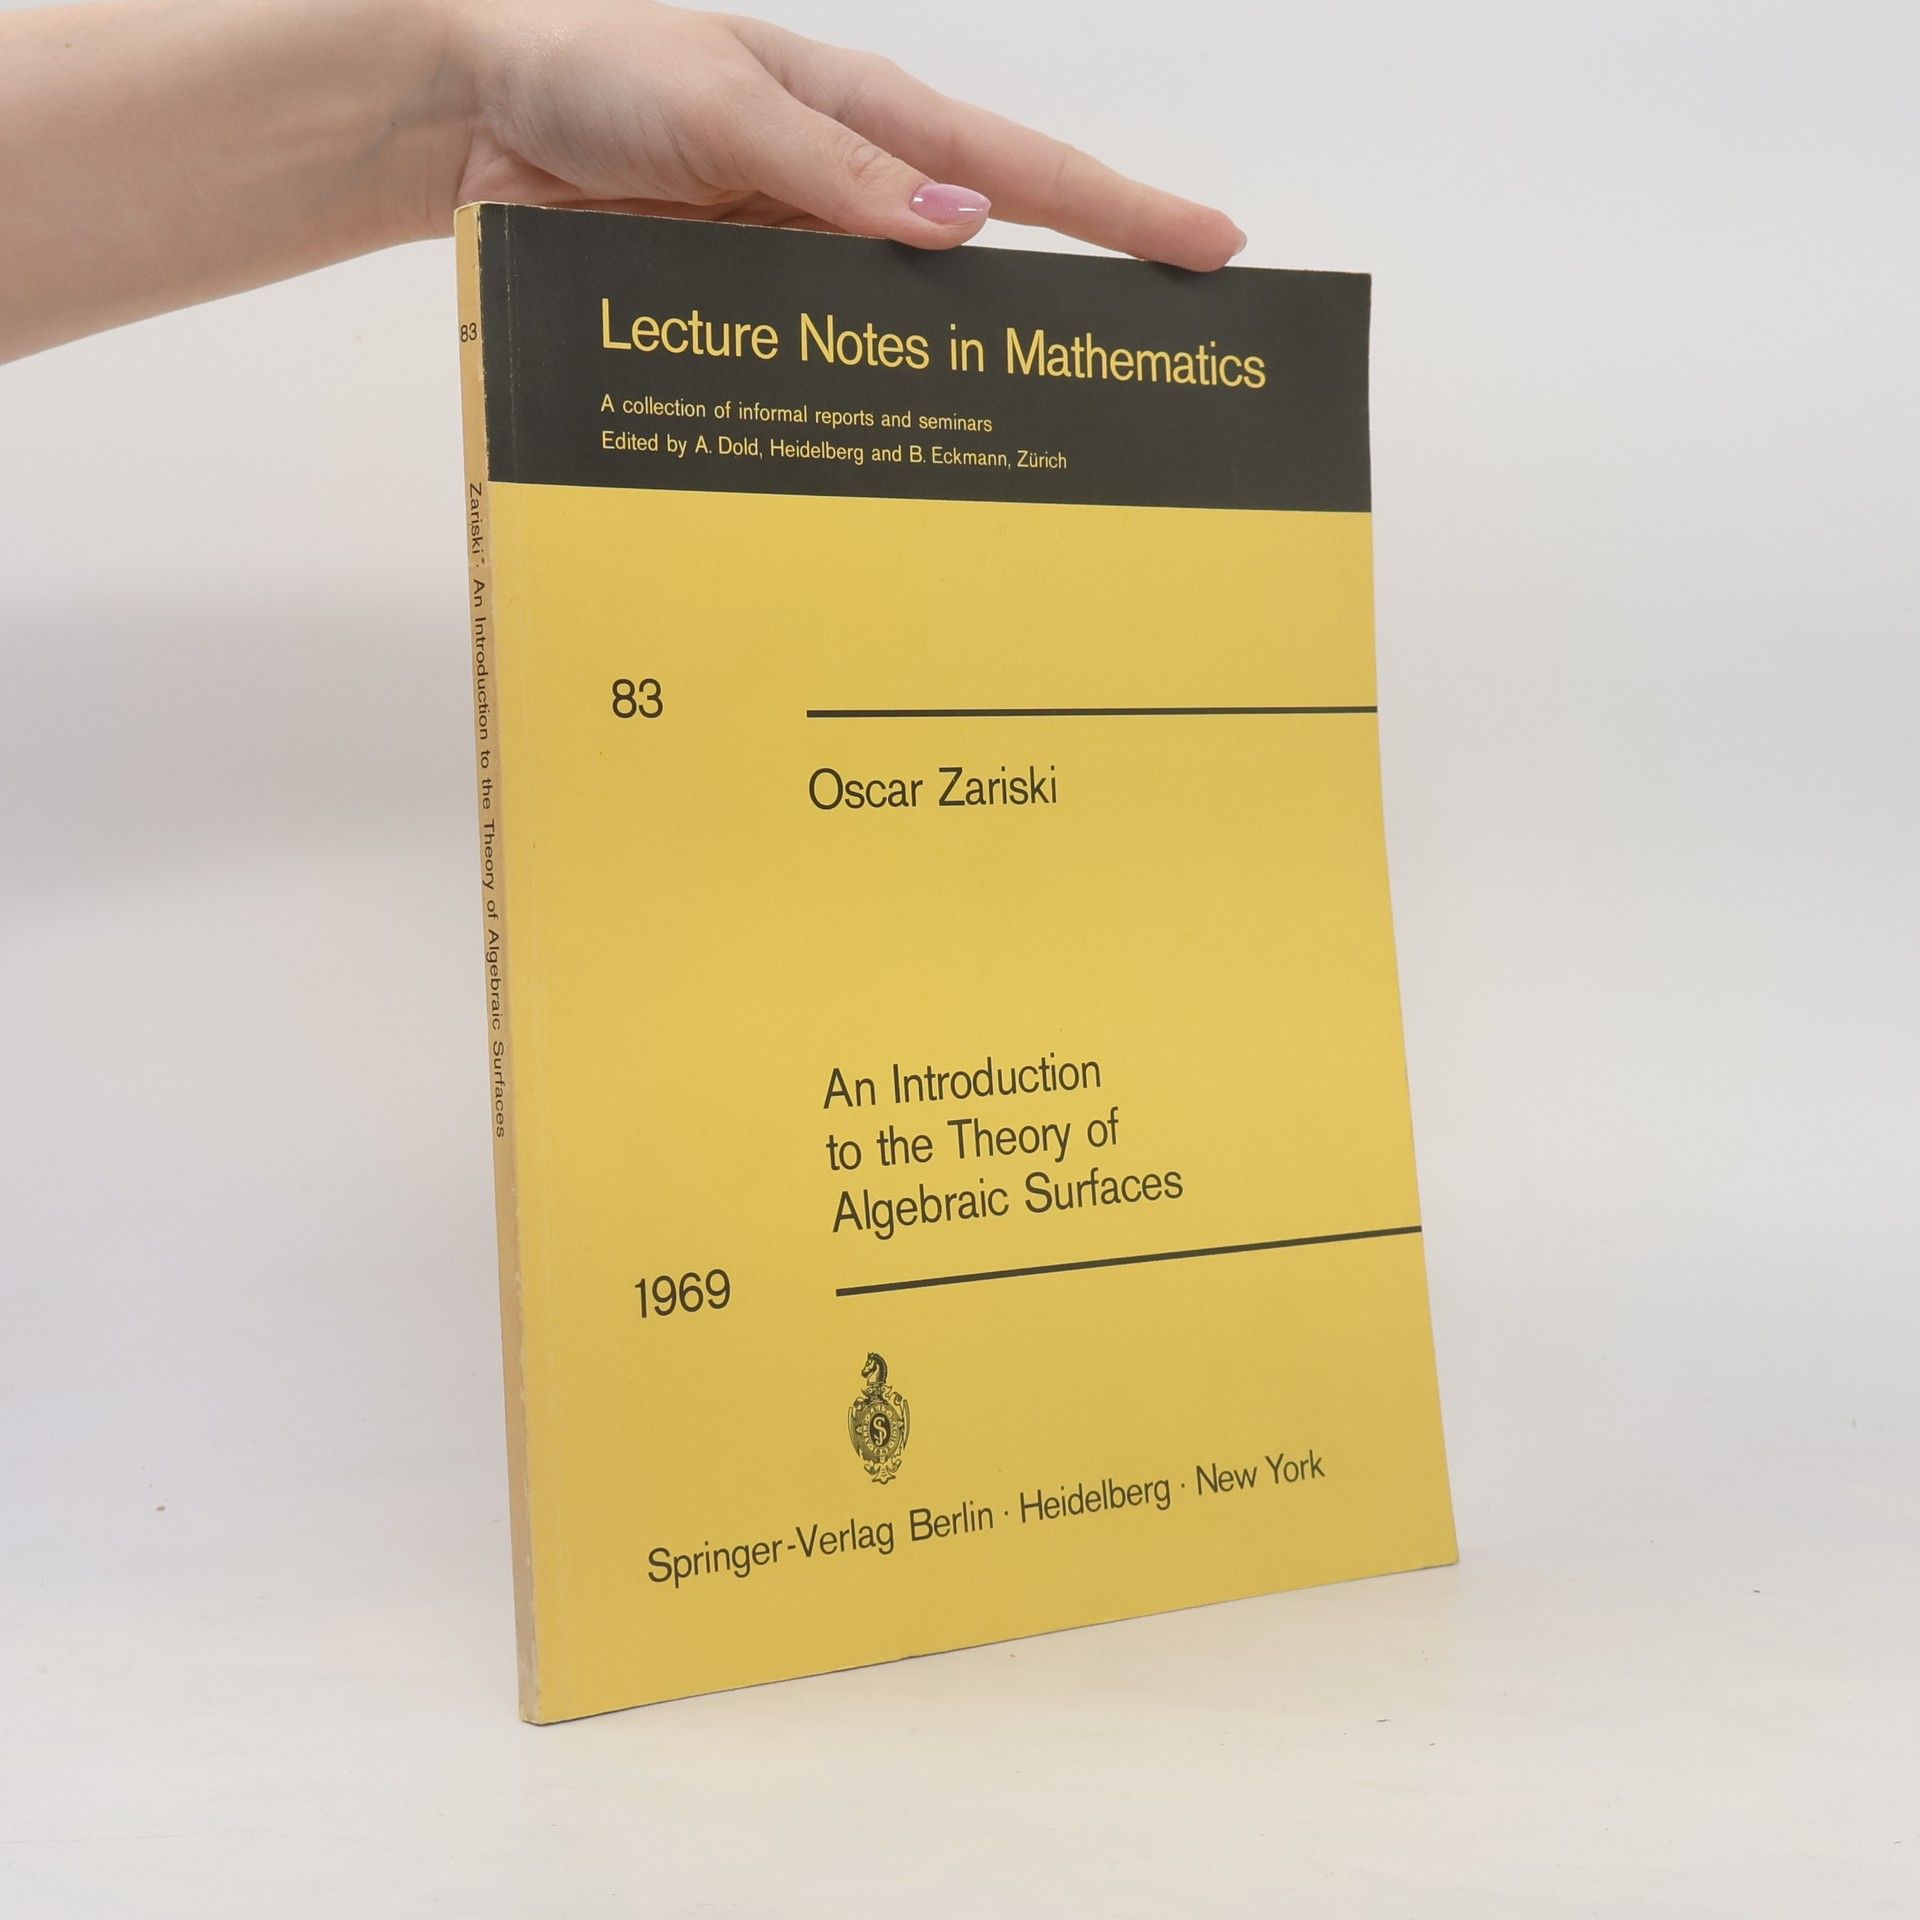 83
Zariski · An Introduction to the Theory of Algebraic Surfaces
Lecture Notes in Mathematics
A collection of informal reports and seminars
Edited by A. Dold, Heidelberg and B. Eckmann, Zürich
83
Oscar Zariski
An Introduction
to the Theory of
Algebraic Surfaces
1969
Springer-Verlag Berlin · Heidelberg · New York